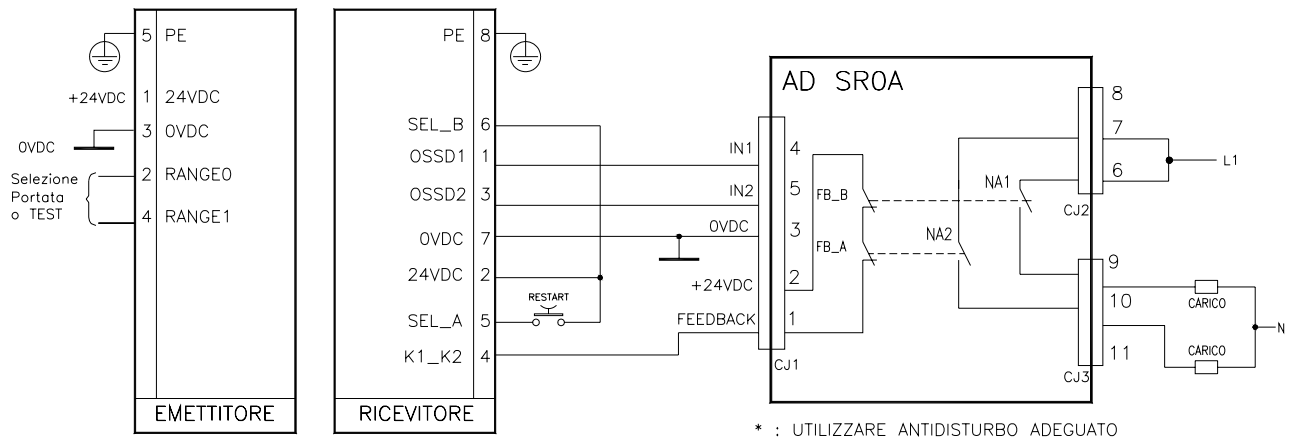 5 PE
+24VDC 1 24VDC
3 0VDC
0VDC
2 RANGE0
Selezione
Portata
o TEST
4 RANGE1
EMETTITORE
PE 8
SEL_B 6
OSSD1 1
OSSD2 3
0VDC 7
24VDC 2
RESTART
SEL_A 5
K1_K2 4
RICEVITORE
AD SR0A
IN1 4
IN2 5
0VDC 3
+24VDC 2
FEEDBACK 1
CJ1
FB_B
FB_A
NA1
NA2
8
7
6
CJ2
L1
9
10
11
CJ3
CARICO
CARICO
N
* : UTILIZZARE ANTIDISTURBO ADEGUATO